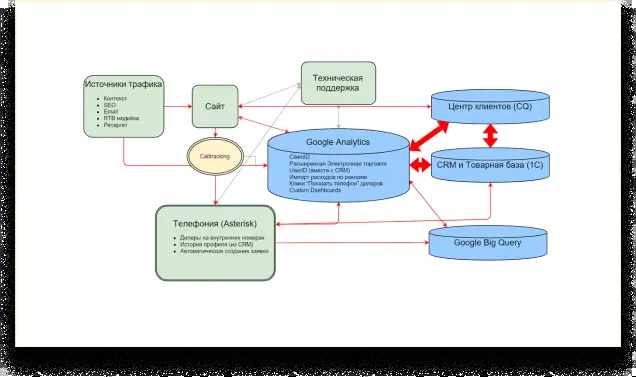 Техническая
поддержка
Источники трафика
Контекст
SEO
Email
RTB медийка
Ретаргет
Сайт
Центр клиентов (CQ)
Calltracking
Google Analytics
ClientID
Расширенная Электронная торговля
UserID (вместе с CRM)
Импорт расходов по рекламе
Клики "Показать телефон" дилеров
Custom Dashboards
CRM и Товарная база (1С)
Телефония (Asterisk)
Дилеры на внутренних номерах
История профиля (из CRM)
Автоматическое создание заявки
Google Big Query